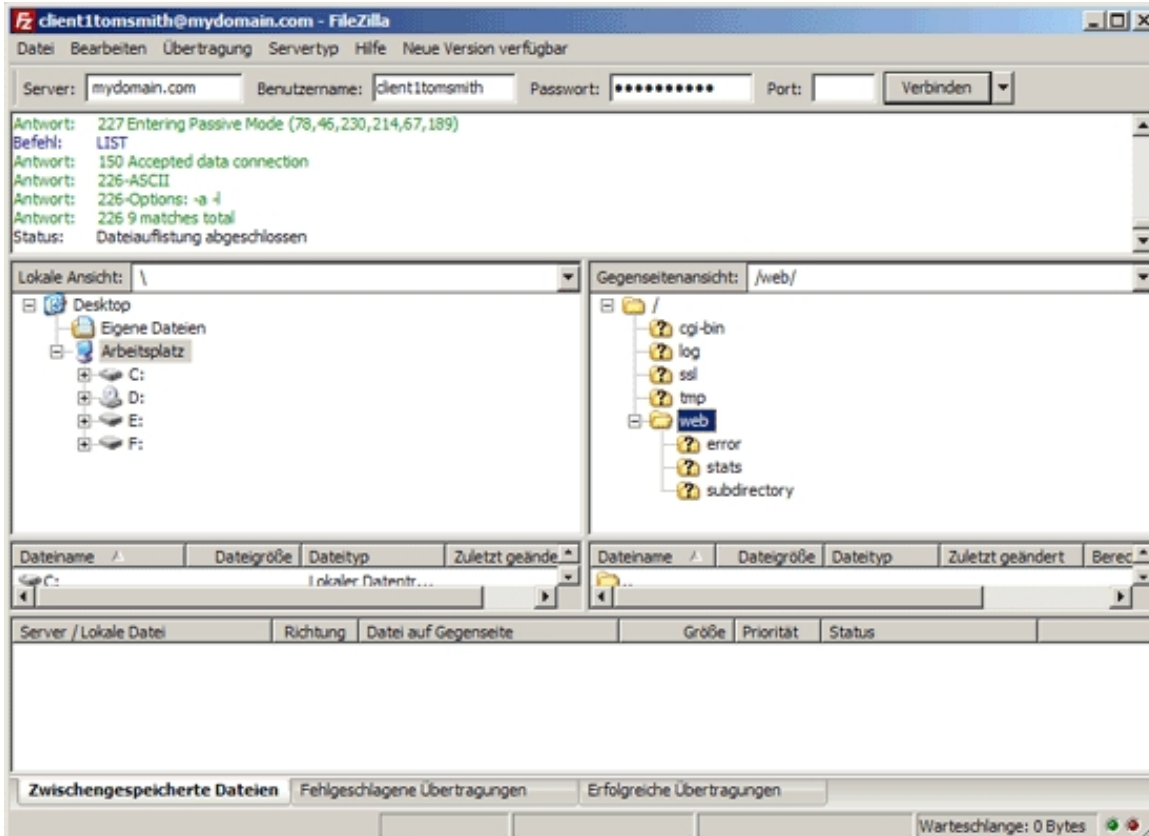 client1tomsmith@mydomain.com - FileZilla
Datei Bearbeiten Übertragung Servertyp Hilfe Neue Version verfügbar
Server: mydomain.com Benutzername: client1tomsmith Passwort: ●●●●●●●●●● Port: Verbinden
Antwort: 227 Entering Passive Mode (78,46,230,214,67,189)
Befehl: LIST
Antwort: 150 Accepted data connection
Antwort: 226-ASCII
Antwort: 226-Options: -a -l
Antwort: 226 9 matches total
Status: Dateiauflistung abgeschlossen
Lokale Ansicht: \
Desktop
Eigene Dateien
Arbeitsplatz
C:
D:
E:
F:
Gegenseitenansicht: /web/
/
cgi-bin
log
ssl
tmp
web
error
stats
subdirectory
Dateiname Dateigröße Dateityp Zuletzt geände
C: Lokaler Datentr...
Dateiname Dateigröße Dateityp Zuletzt geändert Berec
..
Server / Lokale Datei Richtung Datei auf Gegenseite Größe Priorität Status
Zwischengespeicherte Dateien Fehlgeschlagene Übertragungen Erfolgreiche Übertragungen
Warteschlange: 0 Bytes